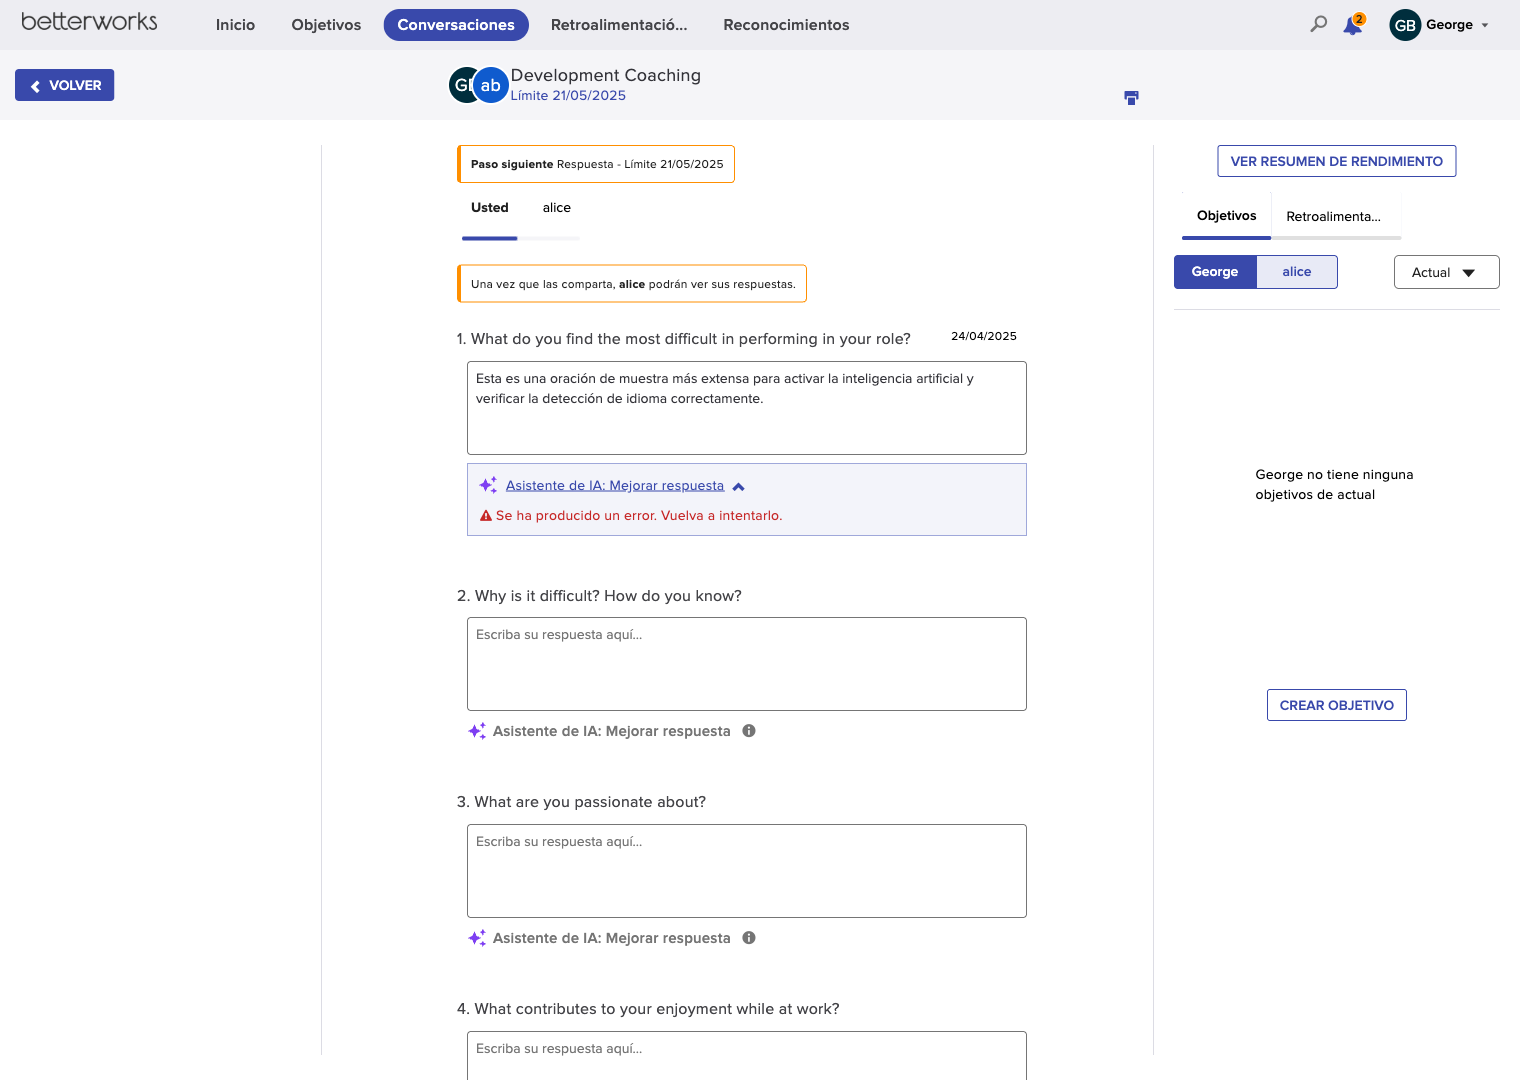 betterworks
Inicio
Objetivos
Conversaciones
Retroalimentació...
Reconocimientos
2
GB
George
VOLVER
ab
Development Coaching
Límite 21/05/2025
Paso siguiente Respuesta - Límite 21/05/2025
Usted
alice
Una vez que las comparta, alice podrán ver sus respuestas.
1. What do you find the most difficult in performing in your role?
24/04/2025
Esta es una oración de muestra más extensa para activar la inteligencia artificial y
verificar la detección de idioma correctamente.
Asistente de IA: Mejorar respuesta
Se ha producido un error. Vuelva a intentarlo.
2. Why is it difficult? How do you know?
Escriba su respuesta aquí...
Asistente de IA: Mejorar respuesta
3. What are you passionate about?
Escriba su respuesta aquí...
Asistente de IA: Mejorar respuesta
4. What contributes to your enjoyment while at work?
Escriba su respuesta aquí...
VER RESUMEN DE RENDIMIENTO
Objetivos
Retroalimenta...
George
alice
Actual
George no tiene ninguna
objetivos de actual
CREAR OBJETIVO